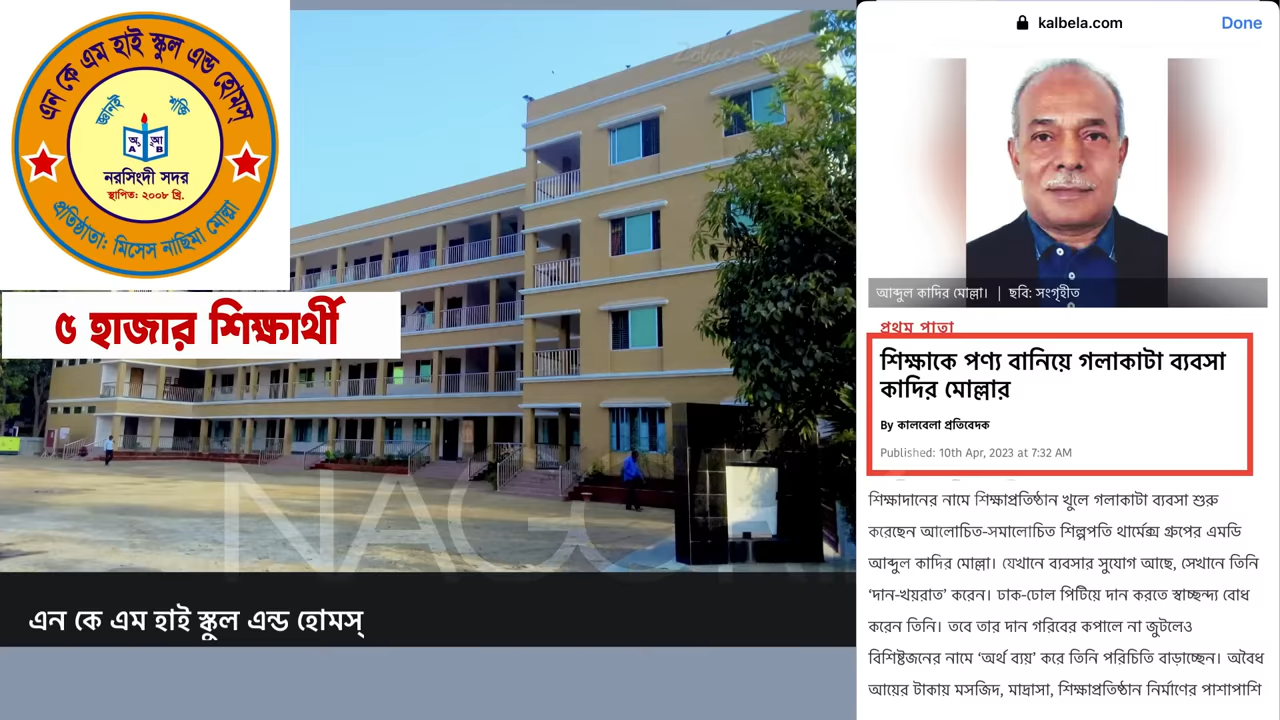 এন কে এম হাই স্কুল এন্ড হোমস্
জ্ঞানই শক্তি
অ আ
A B
নরসিংদী সদর
স্থাপিত: ২০০৮ খ্রি.
প্রতিষ্ঠাতা: মিসেস নাছিমা মোল্লা
৫ হাজার শিক্ষার্থী
এন কে এম হাই স্কুল এন্ড হোমস্
kalbela.com
Done
আব্দুল কাদির মোল্লা। | ছবি: সংগৃহীত
প্রথম পাতা
শিক্ষাকে পণ্য বানিয়ে গলাকাটা ব্যবসা
কাদির মোল্লার
By কালবেলা প্রতিবেদক
Published: 10th Apr, 2023 at 7:32 AM
শিক্ষাদানের নামে শিক্ষাপ্রতিষ্ঠান খুলে গলাকাটা ব্যবসা শুরু
করেছেন আলোচিত-সমালোচিত শিল্পপতি থার্মেক্স গ্রুপের এমডি
আব্দুল কাদির মোল্লা। যেখানে ব্যবসার সুযোগ আছে, সেখানে তিনি
‘দান-খয়রাত’ করেন। ঢাক-ঢোল পিটিয়ে দান করতে স্বাচ্ছন্দ্য বোধ
করেন তিনি। তবে তার দান গরিবের কপালে না জুটলেও
বিশিষ্টজনের নামে ‘অর্থ ব্যয়’ করে তিনি পরিচিতি বাড়াচ্ছেন। অবৈধ
আয়ের টাকায় মসজিদ, মাদ্রাসা, শিক্ষাপ্রতিষ্ঠান নির্মাণের পাশাপাশি